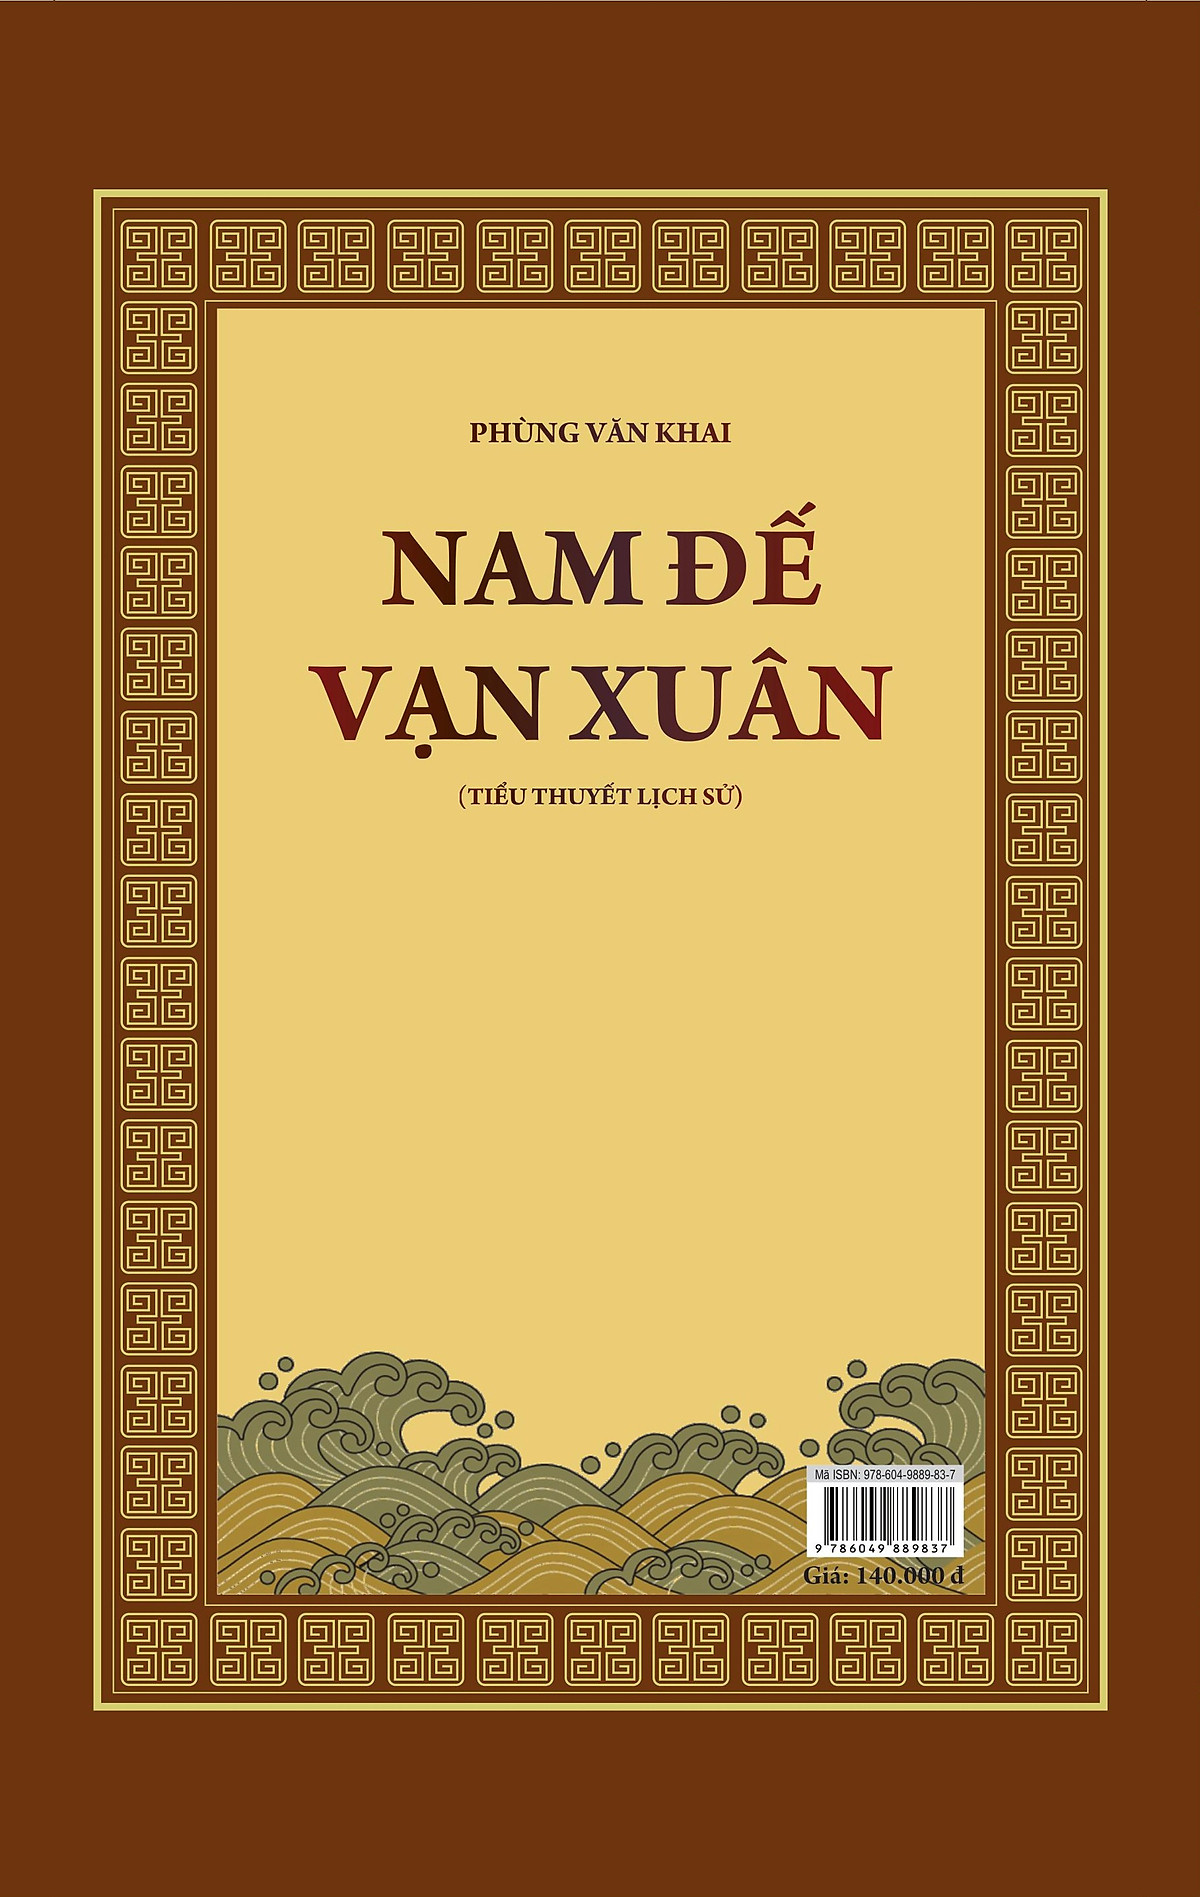 PHÙNG VĂN KHAI
NAM ĐẾ
VẠN XUÂN
(TIỂU THUYẾT LỊCH SỬ)
Mã ISBN: 978-604-9889-83-7
9 786049 889837
Giá: 140.000 đ